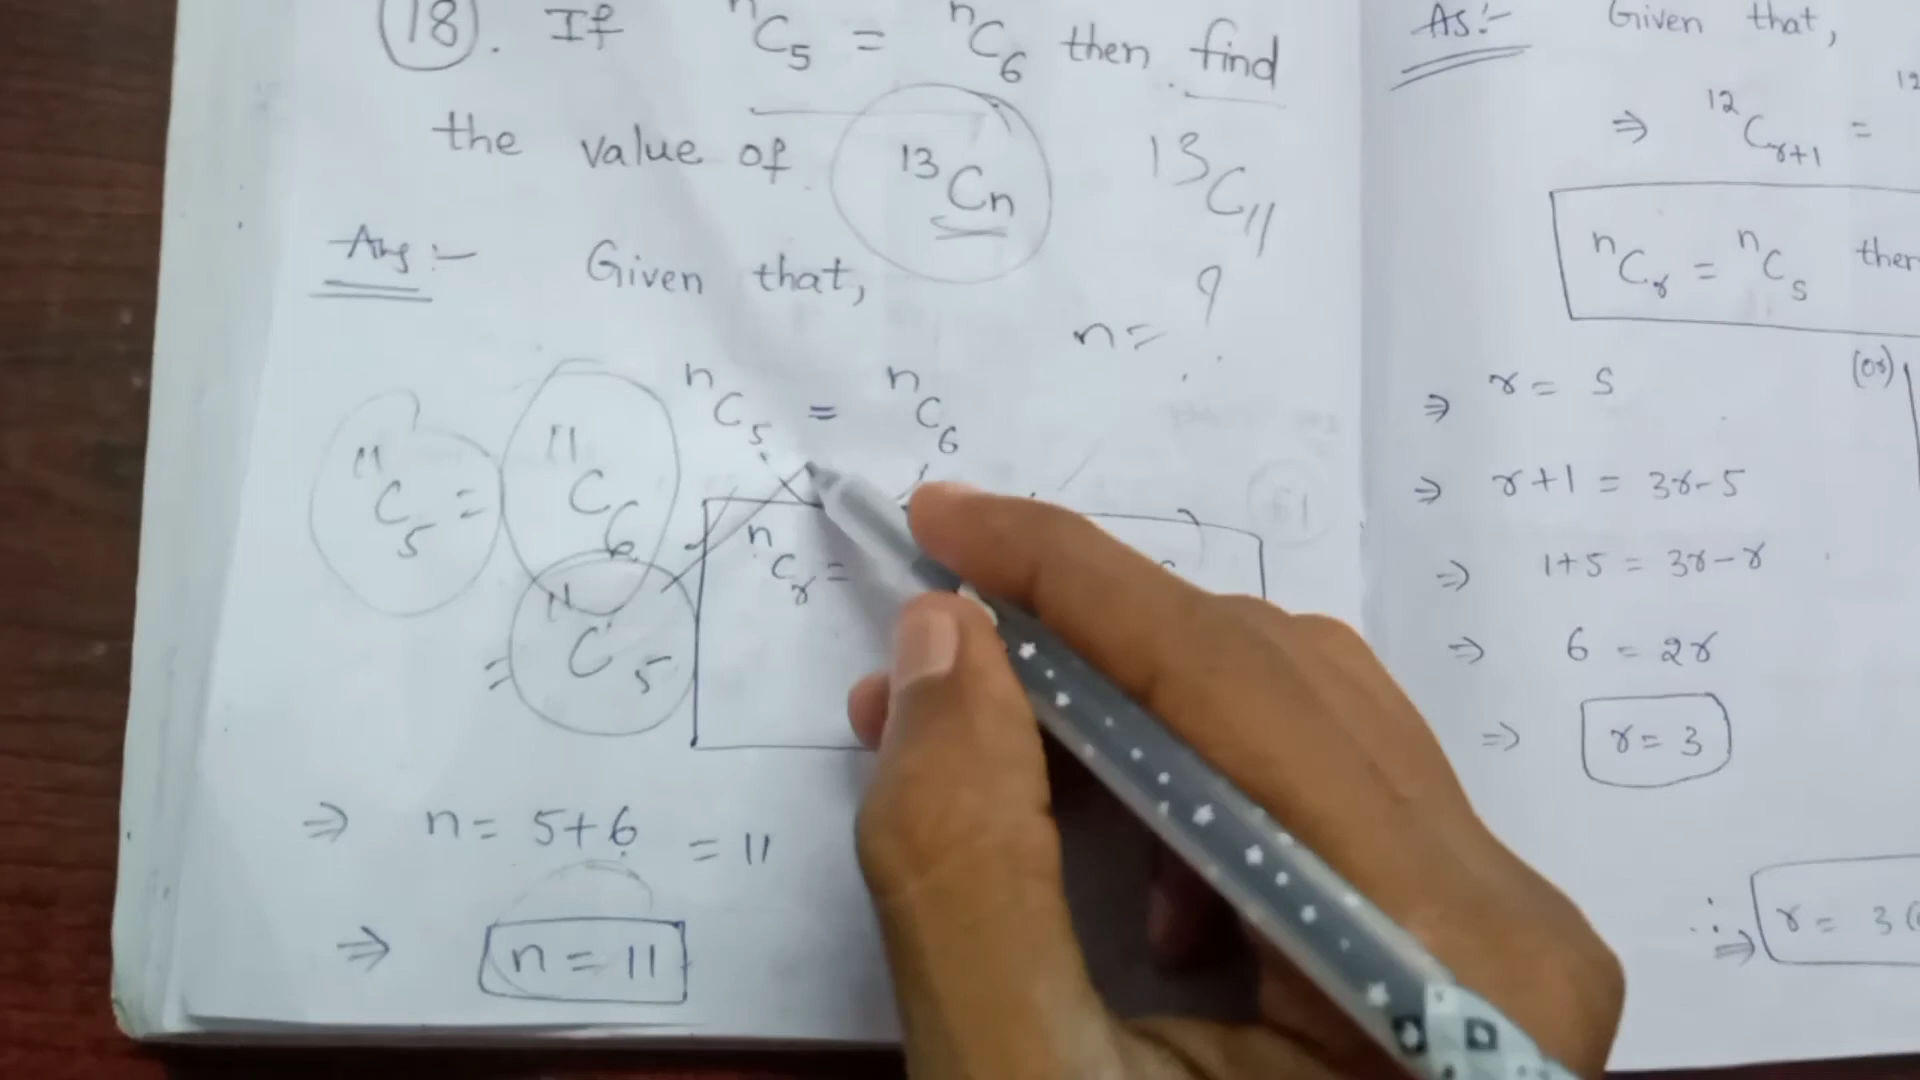 18. If ⁿC₅ = ⁿC₆ then find
the value of ¹³Cₙ ¹³C₁₁
Ans :- Given that,
n = ?
ⁿC₅ = ⁿC₆
¹¹C₅ = ¹¹C₆
= ¹¹C₅
ⁿCᵣ =
⇒ n = 5+6 = 11
⇒ n = 11
As :- Given that,
⇒ ¹²Cᵣ₊₁ = 12
ⁿCᵣ = ⁿCₛ then
⇒ r = s (or)
⇒ r+1 = 3r-5
⇒ 1+5 = 3r-r
⇒ 6 = 2r
⇒ r = 3
∴ ⇒ r = 3 (